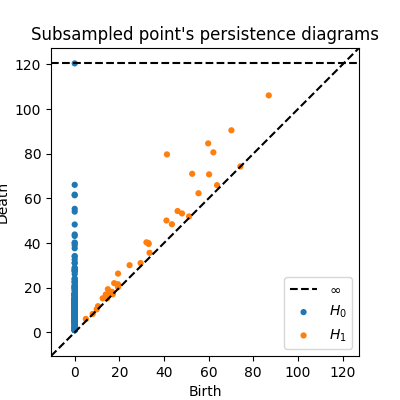 Subsampled point's persistence diagrams
120
100
80
60
40
20
0
Death
0 20 40 60 80 100 120
Birth
∞
H₀
H₁